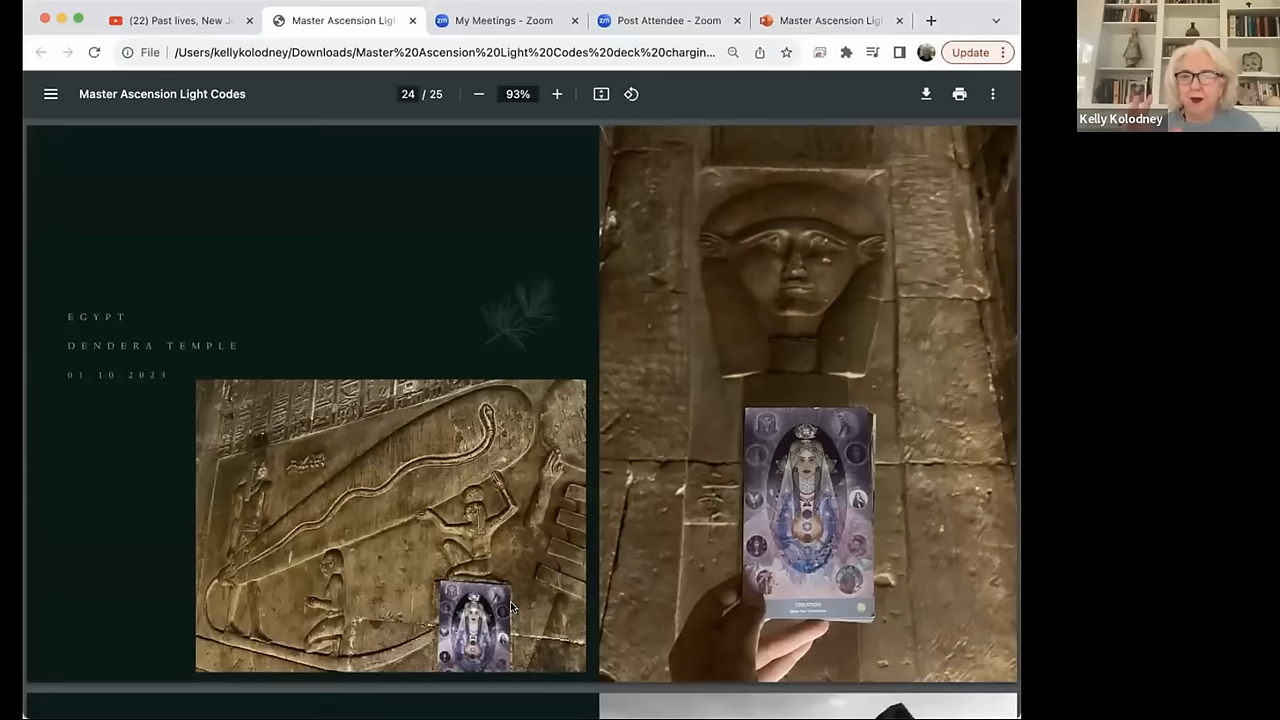 (22) Past lives, New J
Master Ascension Ligh
My Meetings - Zoom
Post Attendee - Zoom
Master Ascension Lig
File
/Users/kellykolodney/Downloads/Master%20Ascension%20Light%20Codes%20deck%20chargin...
Update
Master Ascension Light Codes
24 / 25
93%
Kelly Kolodney
EGYPT
DENDERA TEMPLE
01.10.2023
CREATION